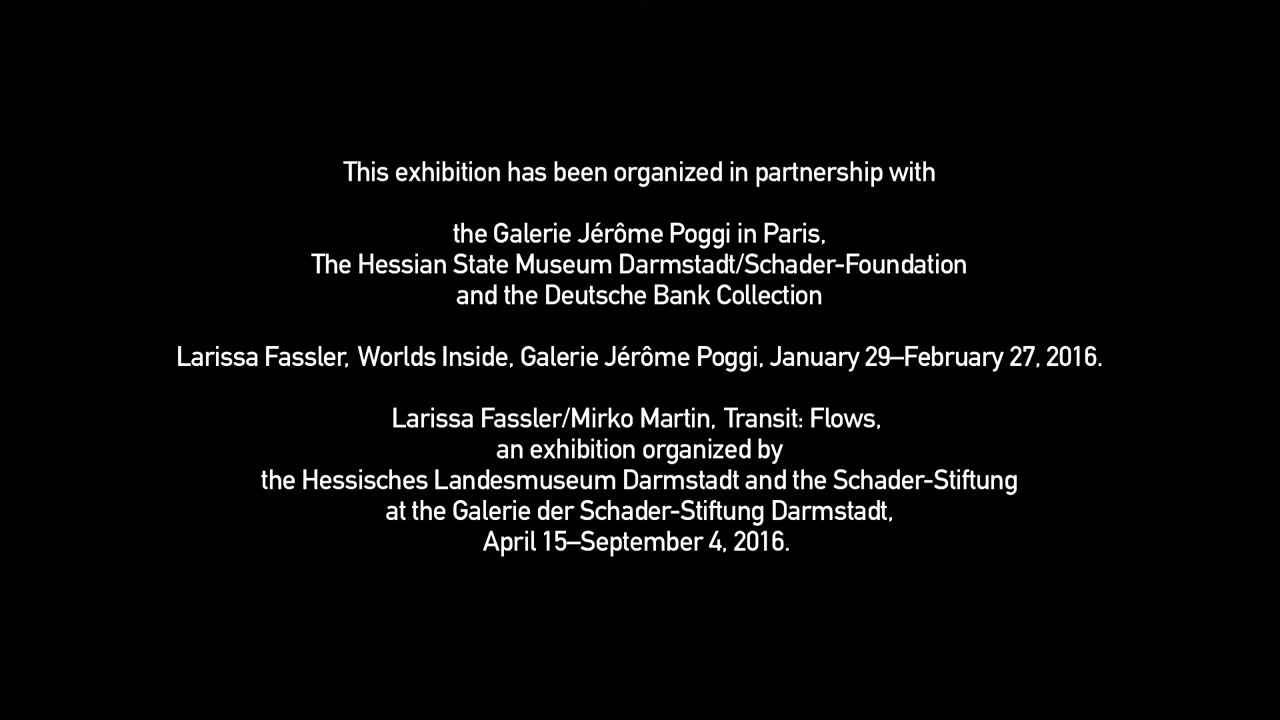 This exhibition has been organized in partnership with
the Galerie Jérôme Poggi in Paris,
The Hessian State Museum Darmstadt/Schader-Foundation
and the Deutsche Bank Collection
Larissa Fassler, Worlds Inside, Galerie Jérôme Poggi, January 29–February 27, 2016.
Larissa Fassler/Mirko Martin, Transit: Flows,
an exhibition organized by
the Hessisches Landesmuseum Darmstadt and the Schader-Stiftung
at the Galerie der Schader-Stiftung Darmstadt,
April 15–September 4, 2016.